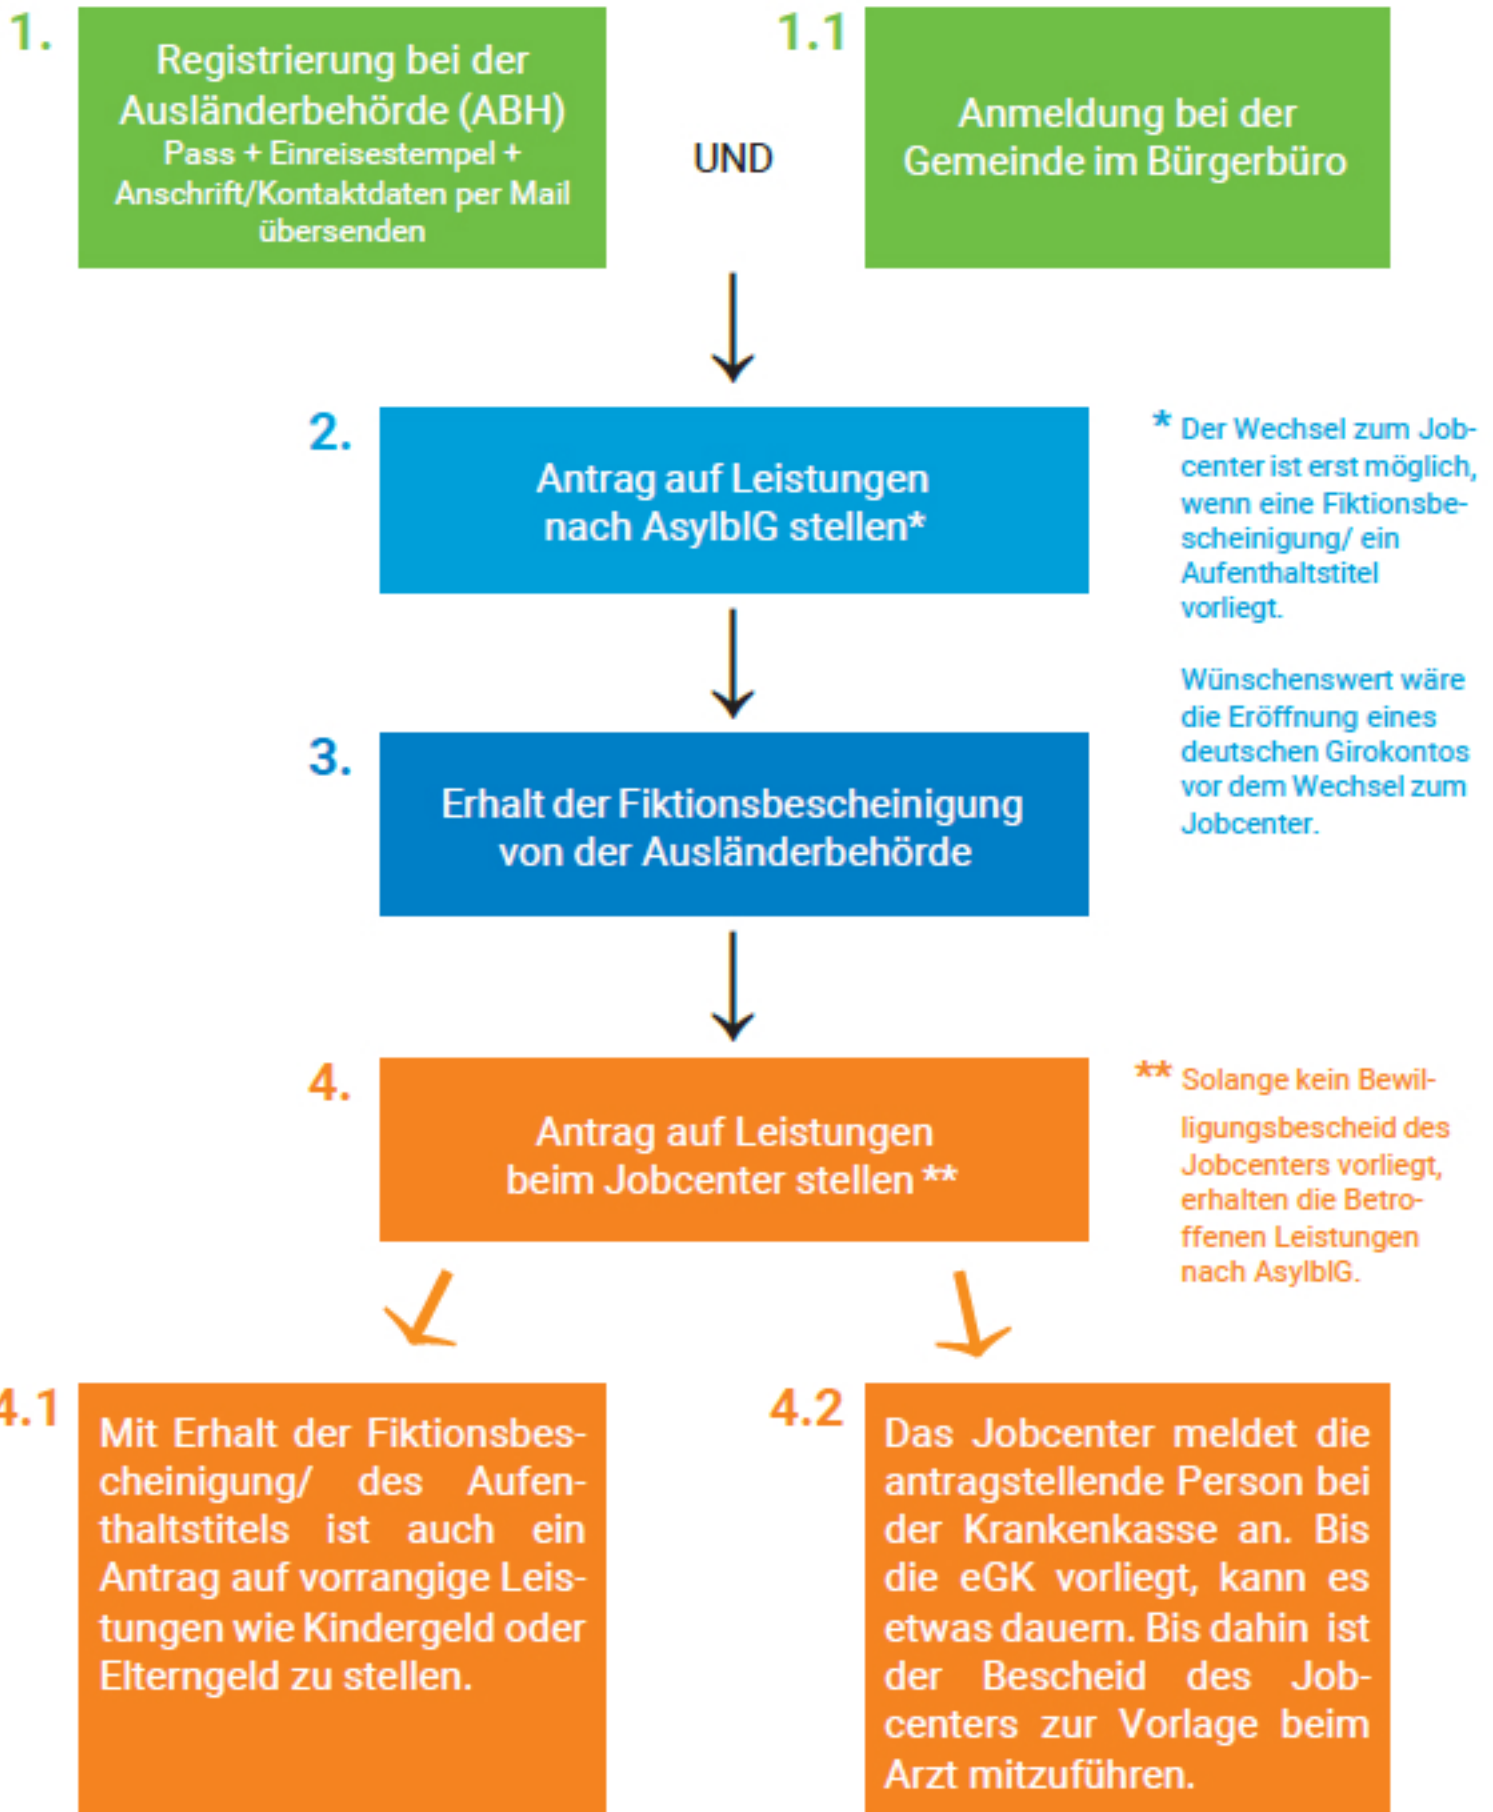 1.
Registrierung bei der
Ausländerbehörde (ABH)
Pass + Einreisestempel +
Anschrift/Kontaktdaten per Mail
übersenden
UND
1.1
Anmeldung bei der
Gemeinde im Bürgerbüro
2.
Antrag auf Leistungen
nach AsylblG stellen*
* Der Wechsel zum Job-
center ist erst möglich,
wenn eine Fiktionsbe-
scheinigung/ ein
Aufenthaltstitel
vorliegt.
Wünschenswert wäre
die Eröffnung eines
deutschen Girokontos
vor dem Wechsel zum
Jobcenter.
3.
Erhalt der Fiktionsbescheinigung
von der Ausländerbehörde
4.
Antrag auf Leistungen
beim Jobcenter stellen **
** Solange kein Bewil-
ligungsbescheid des
Jobcenters vorliegt,
erhalten die Betro-
ffenen Leistungen
nach AsylblG.
4.1
Mit Erhalt der Fiktionsbes-
cheinigung/ des Aufen-
thaltstitels ist auch ein
Antrag auf vorrangige Leis-
tungen wie Kindergeld oder
Elterngeld zu stellen.
4.2
Das Jobcenter meldet die
antragstellende Person bei
der Krankenkasse an. Bis
die eGK vorliegt, kann es
etwas dauern. Bis dahin ist
der Bescheid des Job-
centers zur Vorlage beim
Arzt mitzuführen.